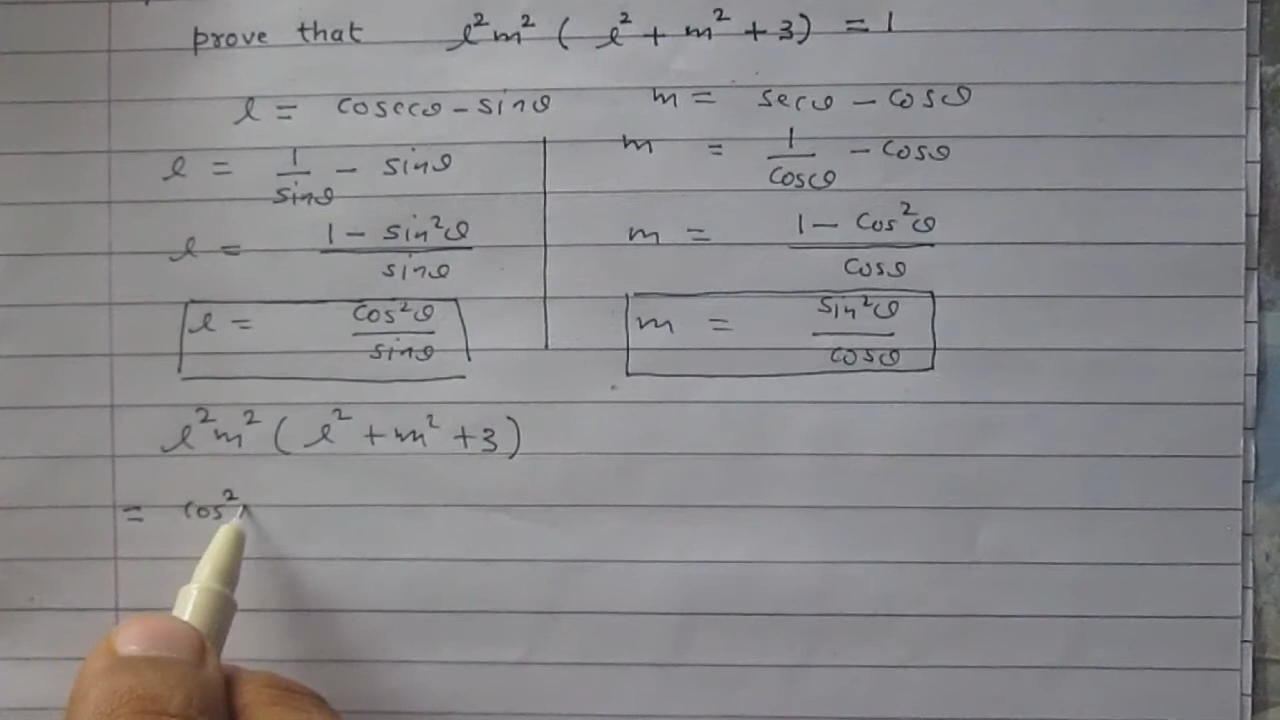 prove that l²m² ( l² + m² + 3) = 1
l = cosecθ - sinθ m = secθ - cosθ
l = 1/sinθ - sinθ m = 1/cosθ - cosθ
l = 1 - sin²θ/sinθ m = 1 - cos²θ/cosθ
l = cos²θ/sinθ m = sin²θ/cosθ
l²m² ( l² + m² + 3)
= cos²